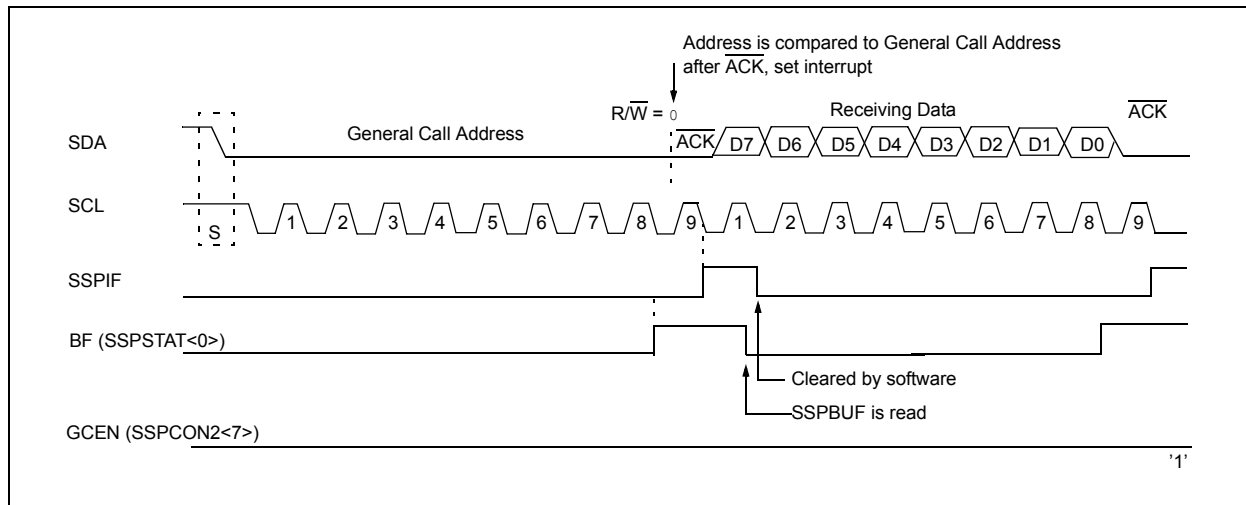 Address is compared to General Call Address
after ACK, set interrupt
R/W = 0
General Call Address
Receiving Data
ACK
SDA
ACK
D7 D6 D5 D4 D3 D2 D1 D0
SCL
S
1 2 3 4 5 6 7 8 9 1 2 3 4 5 6 7 8 9
SSPIF
BF (SSPSTAT<0>)
Cleared by software
SSPBUF is read
GCEN (SSPCON2<7>)
'1'